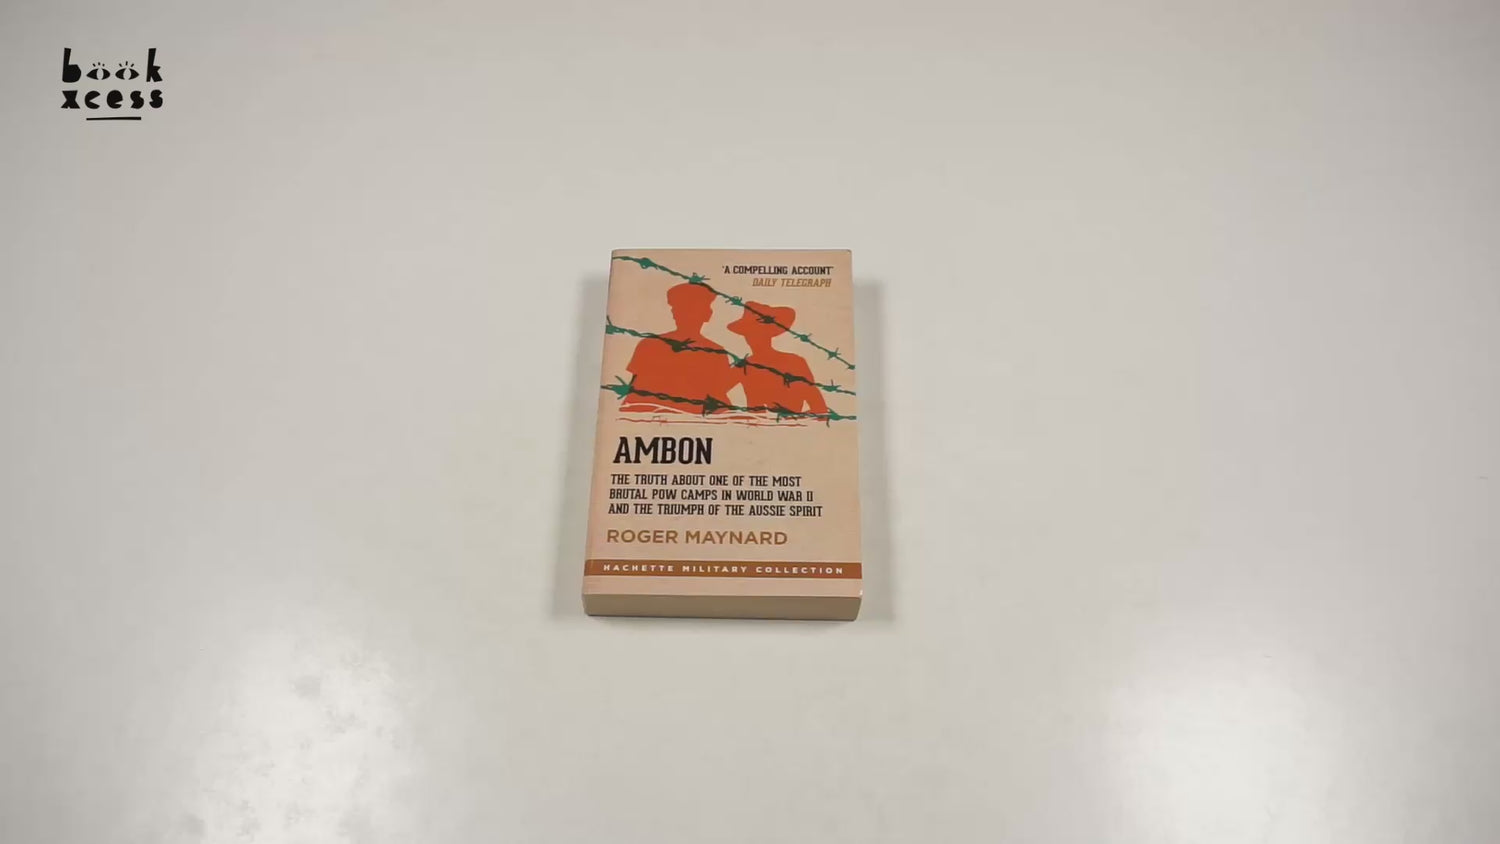 book
xcess
'A COMPELLING ACCOUNT'
DAILY TELEGRAPH
AMBON
THE TRUTH ABOUT ONE OF THE MOST
BRUTAL POW CAMPS IN WORLD WAR II
AND THE TRIUMPH OF THE AUSSIE SPIRIT
ROGER MAYNARD
HACHETTE MILITARY COLLECTION